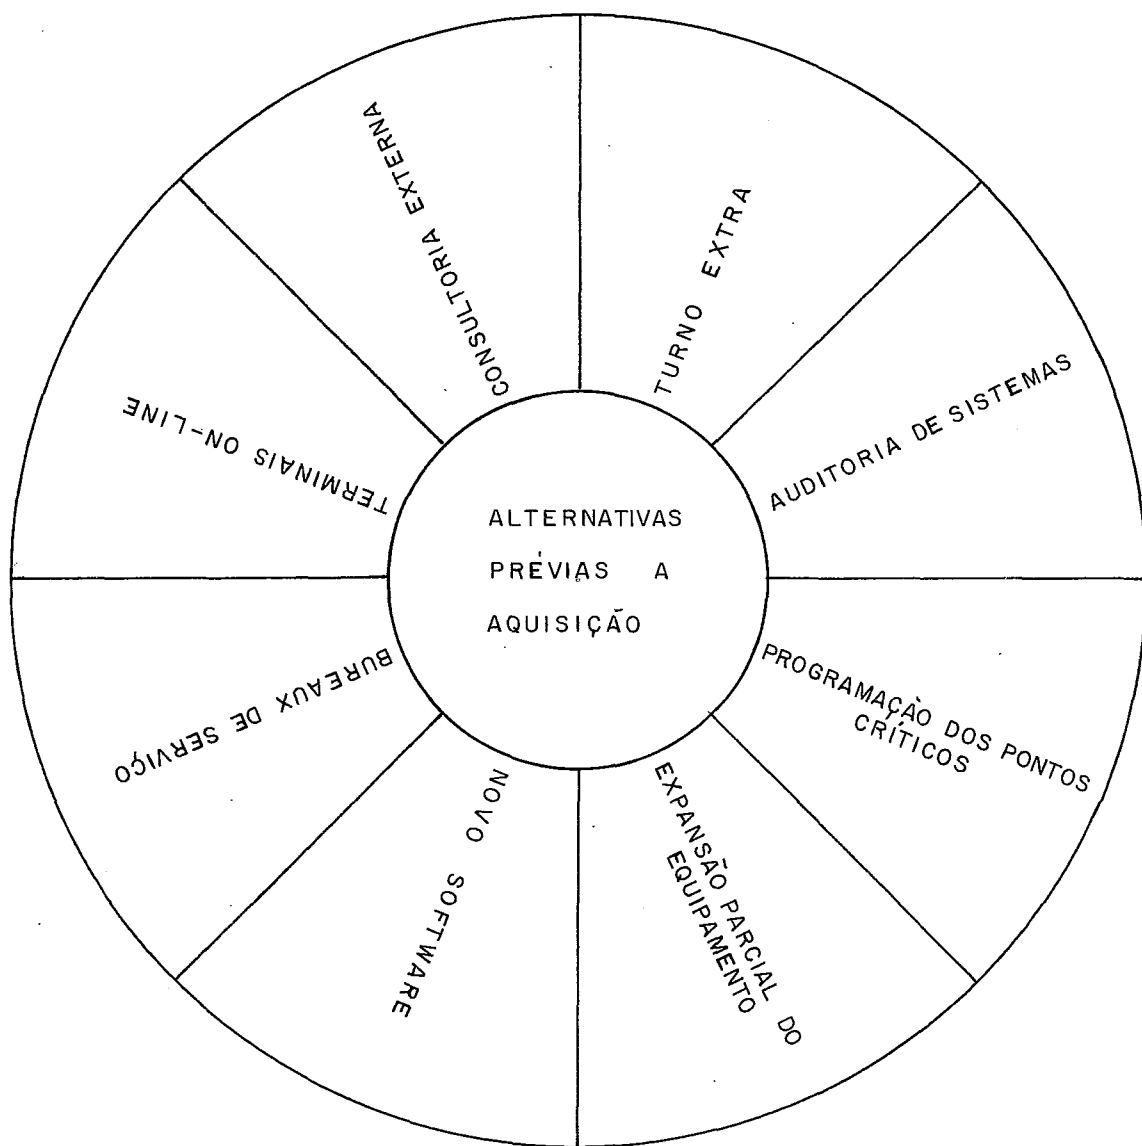 ALTERNATIVAS
PRÉVIAS A
AQUISIÇÃO
TURNO EXTRA
AUDITORIA DE SISTEMAS
PROGRAMAÇÃO DOS PONTOS
CRÍTICOS
EXPANSÃO PARCIAL DO
EQUIPAMENTO
NOVO SOFTWARE
BUREAUX DE SERVIÇO
TERMINAIS ON-LINE
CONSULTORIA EXTERNA